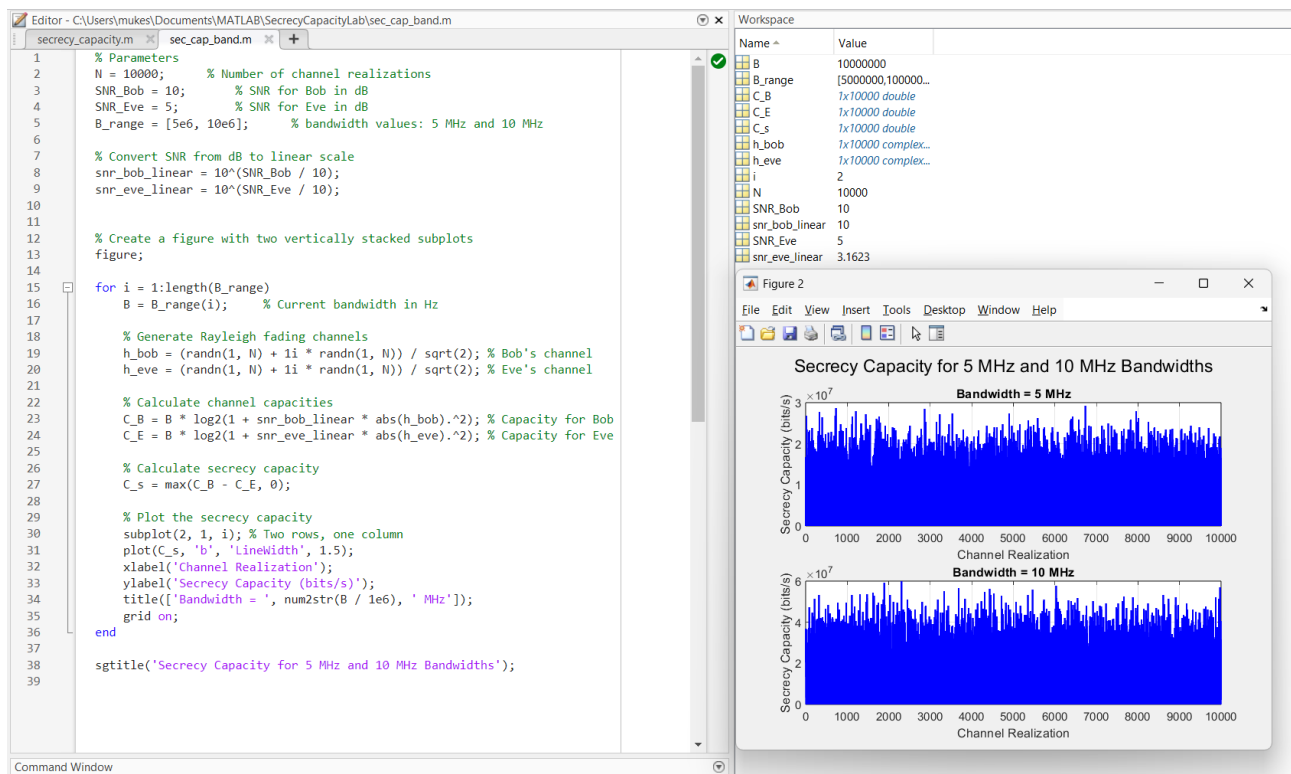 Editor - C:\Users\mukes\Documents\MATLAB\SecrecyCapacityLab\sec_cap_band.m
secrecy_capacity.m
sec_cap_band.m
1 % Parameters
2 N = 10000; % Number of channel realizations
3 SNR_Bob = 10; % SNR for Bob in dB
4 SNR_Eve = 5; % SNR for Eve in dB
5 B_range = [5e6, 10e6]; % bandwidth values: 5 MHz and 10 MHz
6
7 % Convert SNR from dB to linear scale
8 snr_bob_linear = 10^(SNR_Bob / 10);
9 snr_eve_linear = 10^(SNR_Eve / 10);
10
11
12 % Create a figure with two vertically stacked subplots
13 figure;
14
15 for i = 1:length(B_range)
16 B = B_range(i); % Current bandwidth in Hz
17
18 % Generate Rayleigh fading channels
19 h_bob = (randn(1, N) + 1i * randn(1, N)) / sqrt(2); % Bob's channel
20 h_eve = (randn(1, N) + 1i * randn(1, N)) / sqrt(2); % Eve's channel
21
22 % Calculate channel capacities
23 C_B = B * log2(1 + snr_bob_linear * abs(h_bob).^2); % Capacity for Bob
24 C_E = B * log2(1 + snr_eve_linear * abs(h_eve).^2); % Capacity for Eve
25
26 % Calculate secrecy capacity
27 C_s = max(C_B - C_E, 0);
28
29 % Plot the secrecy capacity
30 subplot(2, 1, i); % Two rows, one column
31 plot(C_s, 'b', 'LineWidth', 1.5);
32 xlabel('Channel Realization');
33 ylabel('Secrecy Capacity (bits/s)');
34 title(['Bandwidth = ', num2str(B / 1e6), ' MHz']);
35 grid on;
36 end
37
38 sgtitle('Secrecy Capacity for 5 MHz and 10 MHz Bandwidths');
39
Command Window
Workspace
Name Value
B 10000000
B_range [5000000,100000...
C_B 1x10000 double
C_E 1x10000 double
C_s 1x10000 double
h_bob 1x10000 complex...
h_eve 1x10000 complex...
i 2
N 10000
SNR_Bob 10
snr_bob_linear 10
SNR_Eve 5
snr_eve_linear 3.1623
Figure 2
File Edit View Insert Tools Desktop Window Help
Secrecy Capacity for 5 MHz and 10 MHz Bandwidths
×10^7
Bandwidth = 5 MHz
Secrecy Capacity (bits/s)
3
2
1
0
0 1000 2000 3000 4000 5000 6000 7000 8000 9000 10000
Channel Realization
×10^7
Bandwidth = 10 MHz
Secrecy Capacity (bits/s)
6
4
2
0
0 1000 2000 3000 4000 5000 6000 7000 8000 9000 10000
Channel Realization